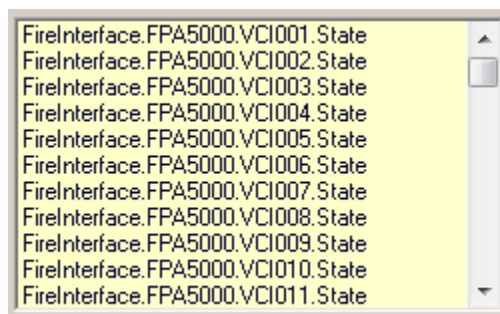 FireInterface.FPA5000.VCI001.State
FireInterface.FPA5000.VCI002.State
FireInterface.FPA5000.VCI003.State
FireInterface.FPA5000.VCI004.State
FireInterface.FPA5000.VCI005.State
FireInterface.FPA5000.VCI006.State
FireInterface.FPA5000.VCI007.State
FireInterface.FPA5000.VCI008.State
FireInterface.FPA5000.VCI009.State
FireInterface.FPA5000.VCI010.State
FireInterface.FPA5000.VCI011.State